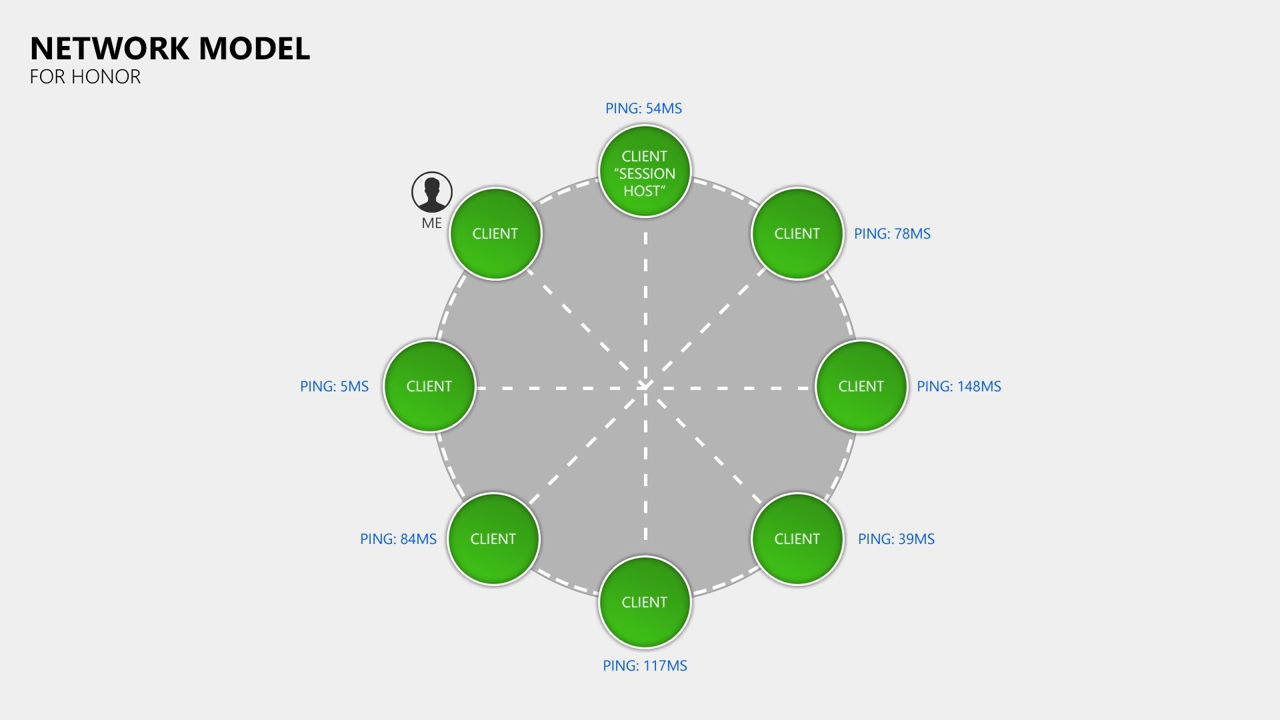 NETWORK MODEL
FOR HONOR
PING: 54MS
CLIENT
"SESSION
HOST"
ME
CLIENT
CLIENT
PING: 78MS
PING: 5MS
CLIENT
CLIENT
PING: 148MS
PING: 84MS
CLIENT
CLIENT
PING: 39MS
CLIENT
PING: 117MS